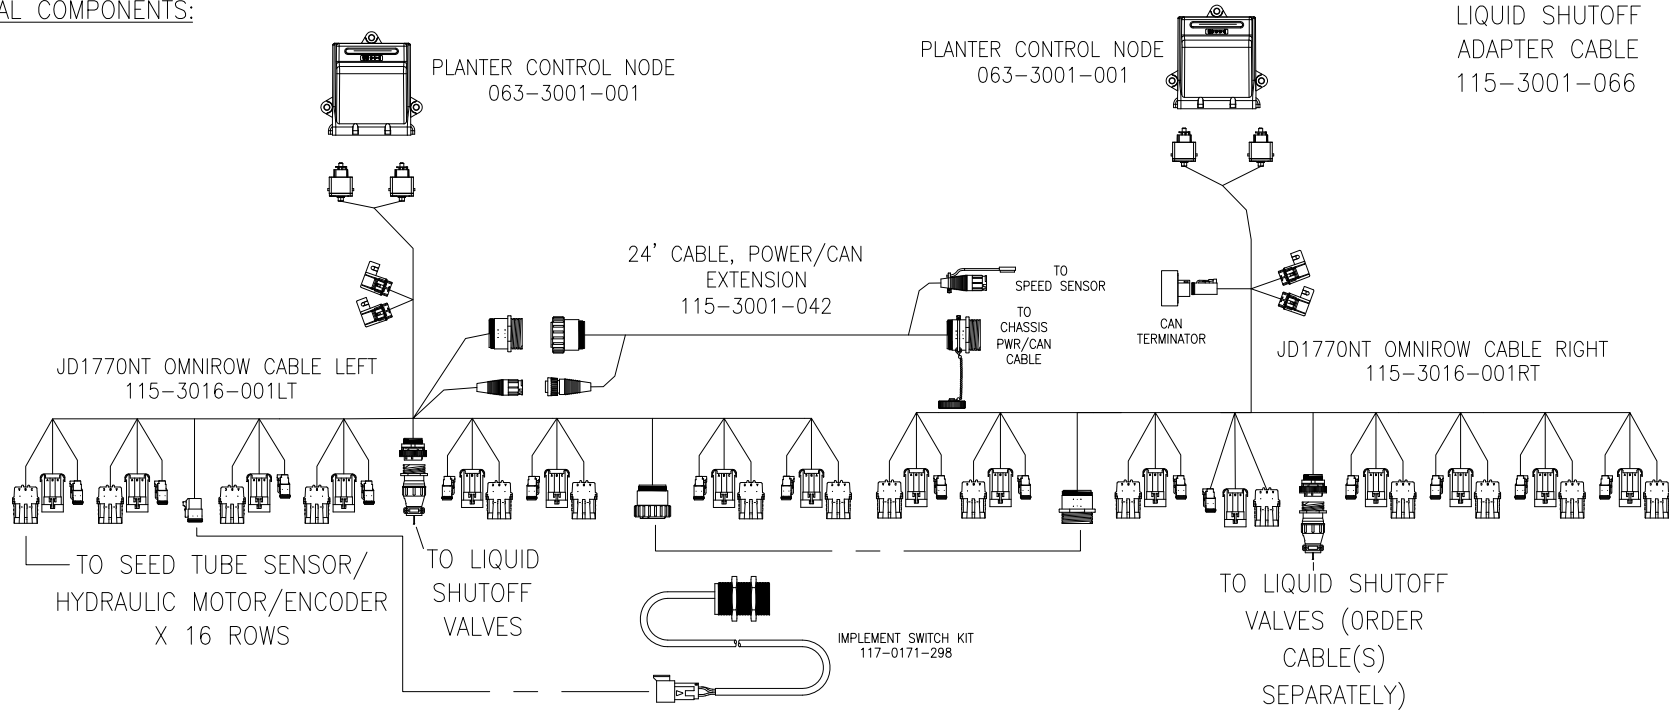 AL COMPONENTS:
PLANTER CONTROL NODE
063-3001-001
PLANTER CONTROL NODE
063-3001-001
LIQUID SHUTOFF
ADAPTER CABLE
115-3001-066
24' CABLE, POWER/CAN
EXTENSION
115-3001-042
TO
SPEED SENSOR
TO
CHASSIS
PWR/CAN
CABLE
CAN
TERMINATOR
JD1770NT OMNIROW CABLE LEFT
115-3016-001LT
JD1770NT OMNIROW CABLE RIGHT
115-3016-001RT
TO SEED TUBE SENSOR/
HYDRAULIC MOTOR/ENCODER
X 16 ROWS
TO LIQUID
SHUTOFF
VALVES
IMPLEMENT SWITCH KIT
117-0171-298
TO LIQUID SHUTOFF
VALVES (ORDER
CABLE(S)
SEPARATELY)